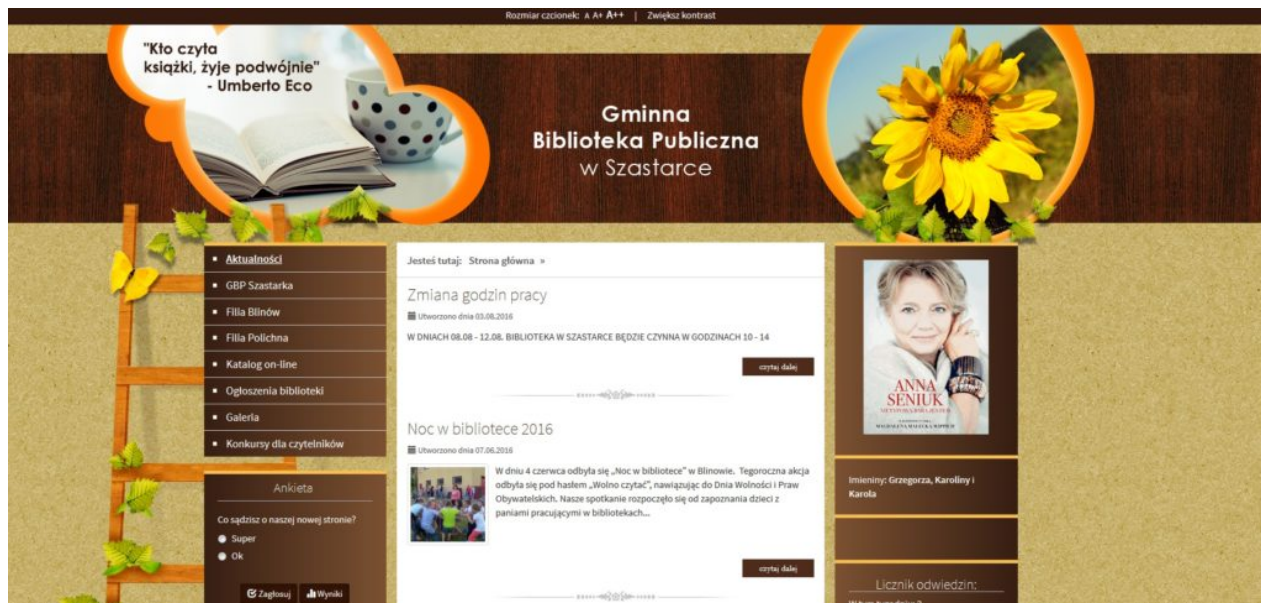 Rozmiar czcionek: A A+ A++ | Zwiększ kontrast
"Kto czyta
książki, żyje podwójnie"
- Umberto Eco
Gminna
Biblioteka Publiczna
w Szastarce
Aktualności
GBP Szastarka
Filia Blinów
Filia Polichna
Katalog on-line
Ogłoszenia biblioteki
Galeria
Konkursy dla czytelników
Ankieta
Co sądzisz o naszej nowej stronie?
Super
Ok
Zagłosuj Wyniki
Jesteś tutaj: Strona główna »
Zmiana godzin pracy
Utworzono dnia 03.08.2016
W DNIACH 08.08 - 12.08. BIBLIOTEKA W SZASTARCE BĘDZIE CZYNNA W GODZINACH 10 - 14
czytaj dalej
Noc w bibliotece 2016
Utworzono dnia 07.06.2016
W dniu 4 czerwca odbyła się „Noc w bibliotece” w Blinowie. Tegoroczna akcja
odbyła się pod hasłem „Wolno czytać”, nawiązując do Dnia Wolności i Praw
Obywatelskich. Nasze spotkanie rozpoczęło się od zapoznania dzieci z
paniami pracującymi w bibliotekach...
czytaj dalej
ANNA
SENIUK
Imieniny: Grzegorza, Karoliny i
Karola
Licznik odwiedzin: